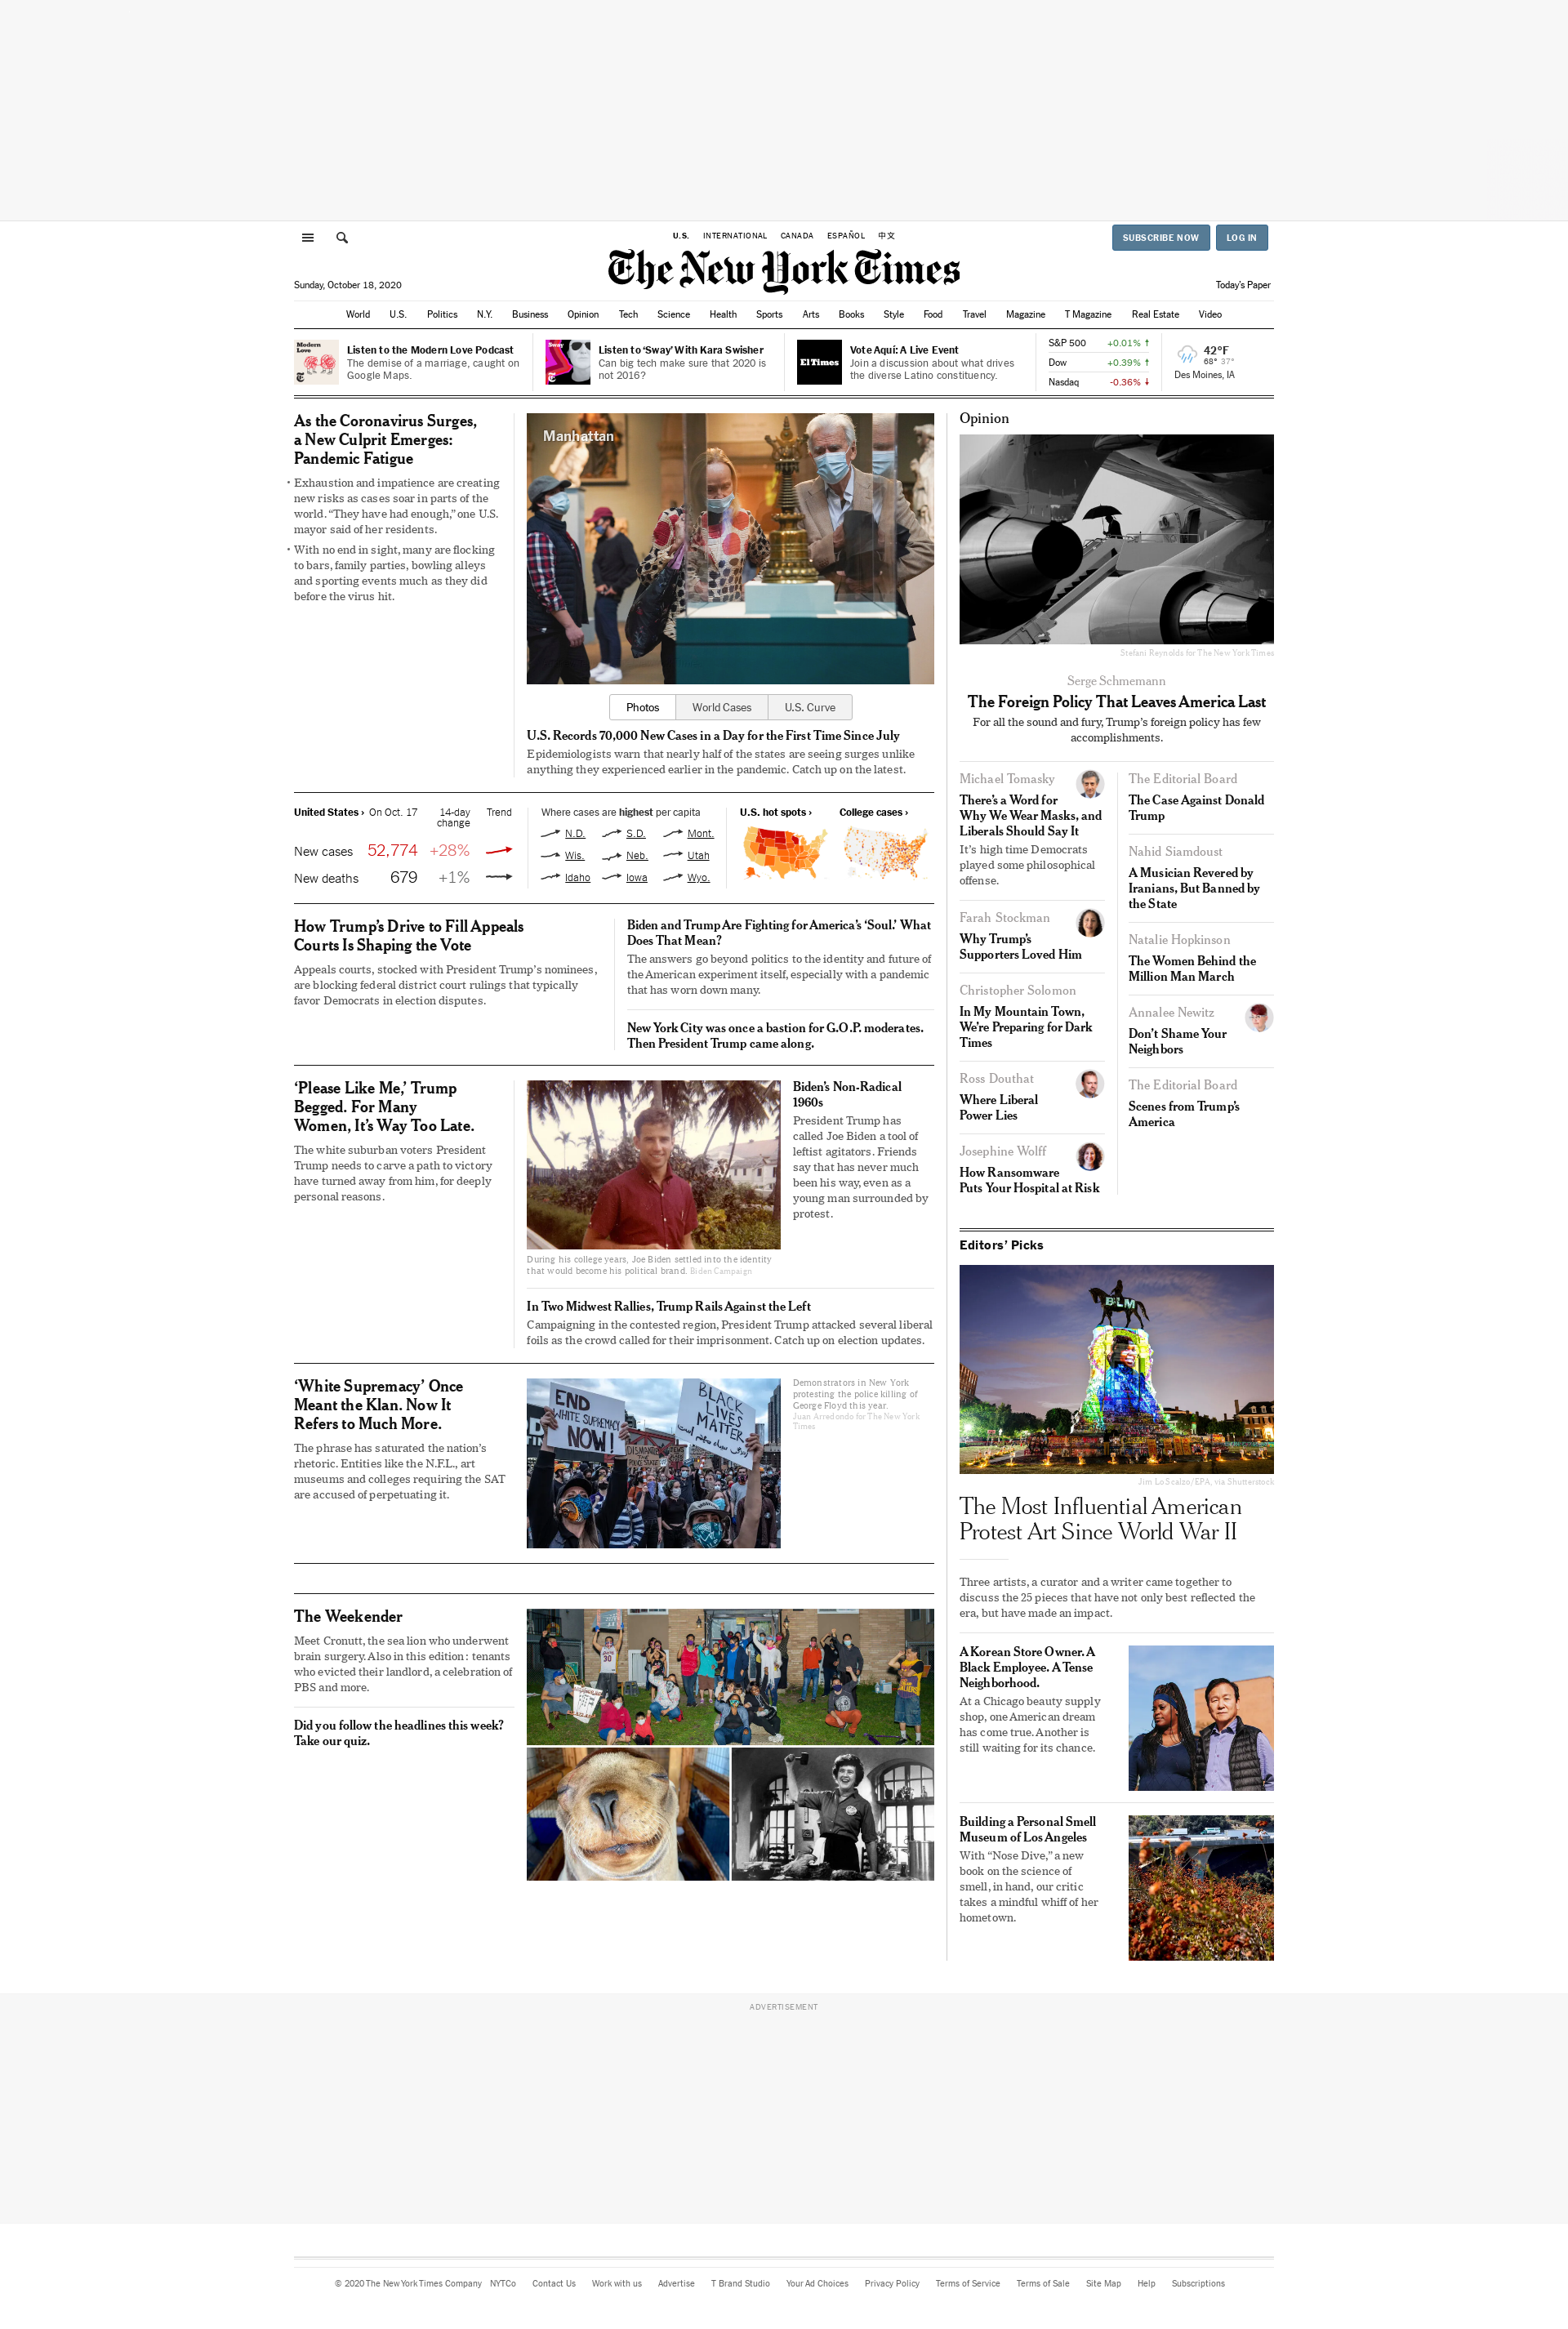 U.S. INTERNATIONAL CANADA ESPAÑOL 中文
SUBSCRIBE NOW LOG IN
The New York Times
Sunday, October 18, 2020
Today's Paper
World U.S. Politics N.Y. Business Opinion Tech Science Health Sports Arts Books Style Food Travel Magazine T Magazine Real Estate Video
Modern
Love
Listen to the Modern Love Podcast
The demise of a marriage, caught on
Google Maps.
Sway
Listen to ‘Sway’ With Kara Swisher
Can big tech make sure that 2020 is
not 2016?
El Times
Vote Aquí: A Live Event
Join a discussion about what drives
the diverse Latino constituency.
S&P 500 +0.01% ↑
Dow +0.39% ↑
Nasdaq -0.36% ↓
42°F
68° 37°
Des Moines, IA
As the Coronavirus Surges,
a New Culprit Emerges:
Pandemic Fatigue
• Exhaustion and impatience are creating
new risks as cases soar in parts of the
world. “They have had enough,” one U.S.
mayor said of her residents.
• With no end in sight, many are flocking
to bars, family parties, bowling alleys
and sporting events much as they did
before the virus hit.
Manhattan
Photos World Cases U.S. Curve
U.S. Records 70,000 New Cases in a Day for the First Time Since July
Epidemiologists warn that nearly half of the states are seeing surges unlike
anything they experienced earlier in the pandemic. Catch up on the latest.
United States › On Oct. 17 14-day
change Trend
New cases 52,774 +28%
New deaths 679 +1%
Where cases are highest per capita
N.D. S.D. Mont.
Wis. Neb. Utah
Idaho Iowa Wyo.
U.S. hot spots › College cases ›
How Trump’s Drive to Fill Appeals
Courts Is Shaping the Vote
Appeals courts, stocked with President Trump’s nominees,
are blocking federal district court rulings that typically
favor Democrats in election disputes.
Biden and Trump Are Fighting for America’s ‘Soul.’ What
Does That Mean?
The answers go beyond politics to the identity and future of
the American experiment itself, especially with a pandemic
that has worn down many.
New York City was once a bastion for G.O.P. moderates.
Then President Trump came along.
‘Please Like Me,’ Trump
Begged. For Many
Women, It’s Way Too Late.
The white suburban voters President
Trump needs to carve a path to victory
have turned away from him, for deeply
personal reasons.
During his college years, Joe Biden settled into the identity
that would become his political brand. Biden Campaign
Biden’s Non-Radical
1960s
President Trump has
called Joe Biden a tool of
leftist agitators. Friends
say that has never much
been his way, even as a
young man surrounded by
protest.
In Two Midwest Rallies, Trump Rails Against the Left
Campaigning in the contested region, President Trump attacked several liberal
foils as the crowd called for their imprisonment. Catch up on election updates.
‘White Supremacy’ Once
Meant the Klan. Now It
Refers to Much More.
The phrase has saturated the nation’s
rhetoric. Entities like the N.F.L., art
museums and colleges requiring the SAT
are accused of perpetuating it.
END
WHITE SUPREMACY
NOW!
BLACK
LIVES
MATTER
DISMANTLE
POLICE STATE
Demonstrators in New York
protesting the police killing of
George Floyd this year.
Juan Arredondo for The New York
Times
The Weekender
Meet Cronutt, the sea lion who underwent
brain surgery. Also in this edition: tenants
who evicted their landlord, a celebration of
PBS and more.
Did you follow the headlines this week?
Take our quiz.
Opinion
Stefani Reynolds for The New York Times
Serge Schmemann
The Foreign Policy That Leaves America Last
For all the sound and fury, Trump’s foreign policy has few
accomplishments.
Michael Tomasky
There’s a Word for
Why We Wear Masks, and
Liberals Should Say It
It’s high time Democrats
played some philosophical
offense.
Farah Stockman
Why Trump’s
Supporters Loved Him
Christopher Solomon
In My Mountain Town,
We’re Preparing for Dark
Times
Ross Douthat
Where Liberal
Power Lies
Josephine Wolff
How Ransomware
Puts Your Hospital at Risk
The Editorial Board
The Case Against Donald
Trump
Nahid Siamdoust
A Musician Revered by
Iranians, But Banned by
the State
Natalie Hopkinson
The Women Behind the
Million Man March
Annalee Newitz
Don’t Shame Your
Neighbors
The Editorial Board
Scenes from Trump’s
America
Editors’ Picks
BLM
Jim Lo Scalzo/EPA, via Shutterstock
The Most Influential American
Protest Art Since World War II
Three artists, a curator and a writer came together to
discuss the 25 pieces that have not only best reflected the
era, but have made an impact.
A Korean Store Owner. A
Black Employee. A Tense
Neighborhood.
At a Chicago beauty supply
shop, one American dream
has come true. Another is
still waiting for its chance.
Building a Personal Smell
Museum of Los Angeles
With “Nose Dive,” a new
book on the science of
smell, in hand, our critic
takes a mindful whiff of her
hometown.
ADVERTISEMENT
© 2020 The New York Times Company NYTCo Contact Us Work with us Advertise T Brand Studio Your Ad Choices Privacy Policy Terms of Service Terms of Sale Site Map Help Subscriptions